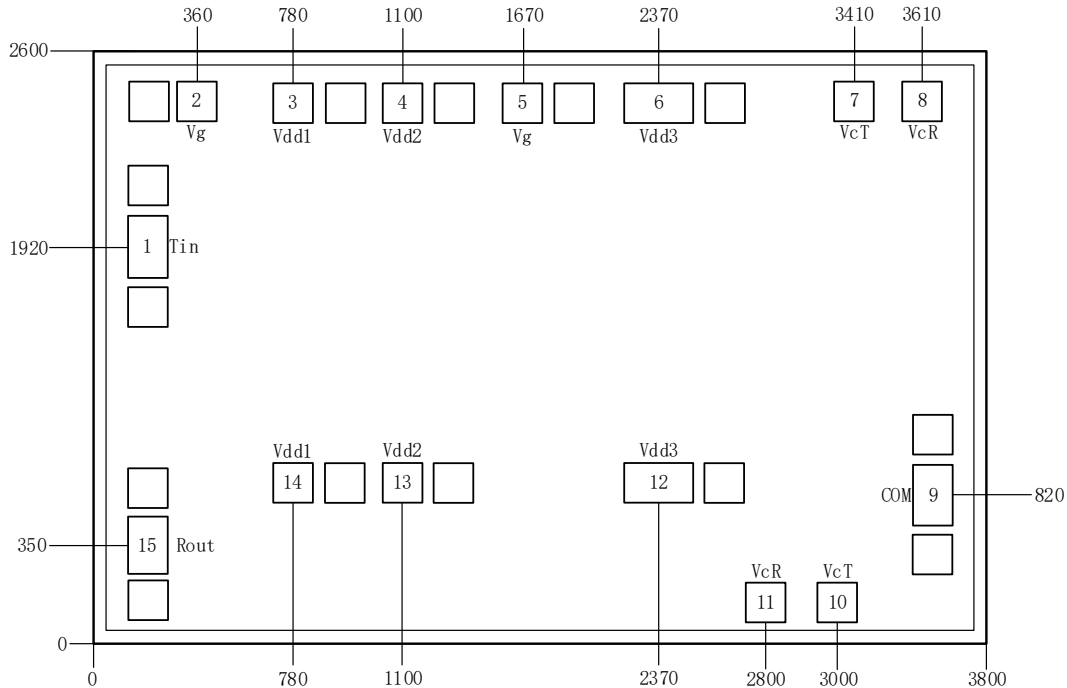 360 780 1100 1670 2370 3410 3610
2600
2 3 4 5 6 7 8
Vg Vdd1 Vdd2 Vg Vdd3 VcT VcR
1920 1 Tin
Vdd1 Vdd2 Vdd3
14 13 12 COM 9 820
350 15 Rout
VcR VcT
11 10
0
0 780 1100 2370 2800 3000 3800